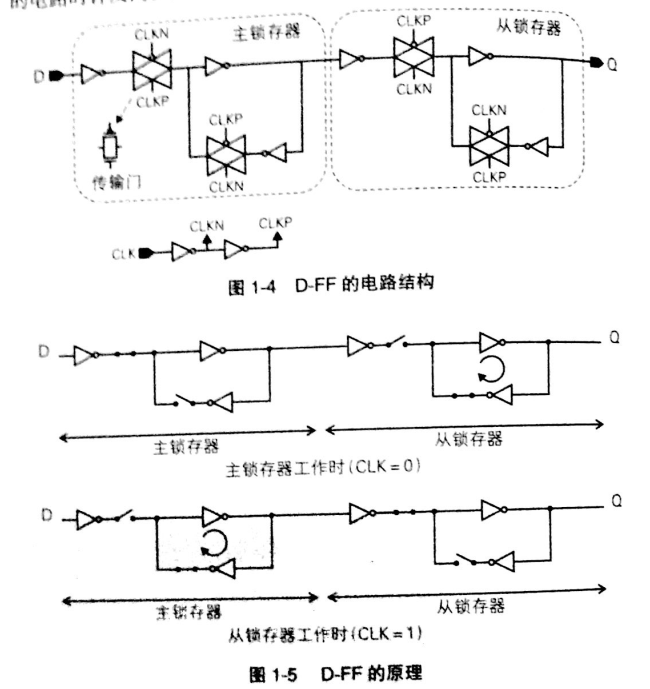 CLKN 主锁存器 CLKP 从锁存器
D Q
CLKP CLKN
CLKP CLKN
传输门 CLKN CLKP
CLKN CLKP
CLK
图 1-4 D-FF 的电路结构
D Q
主锁存器 从锁存器
主锁存器工作时(CLK=0)
D Q
主锁存器 从锁存器
从锁存器工作时(CLK=1)
图 1-5 D-FF 的原理